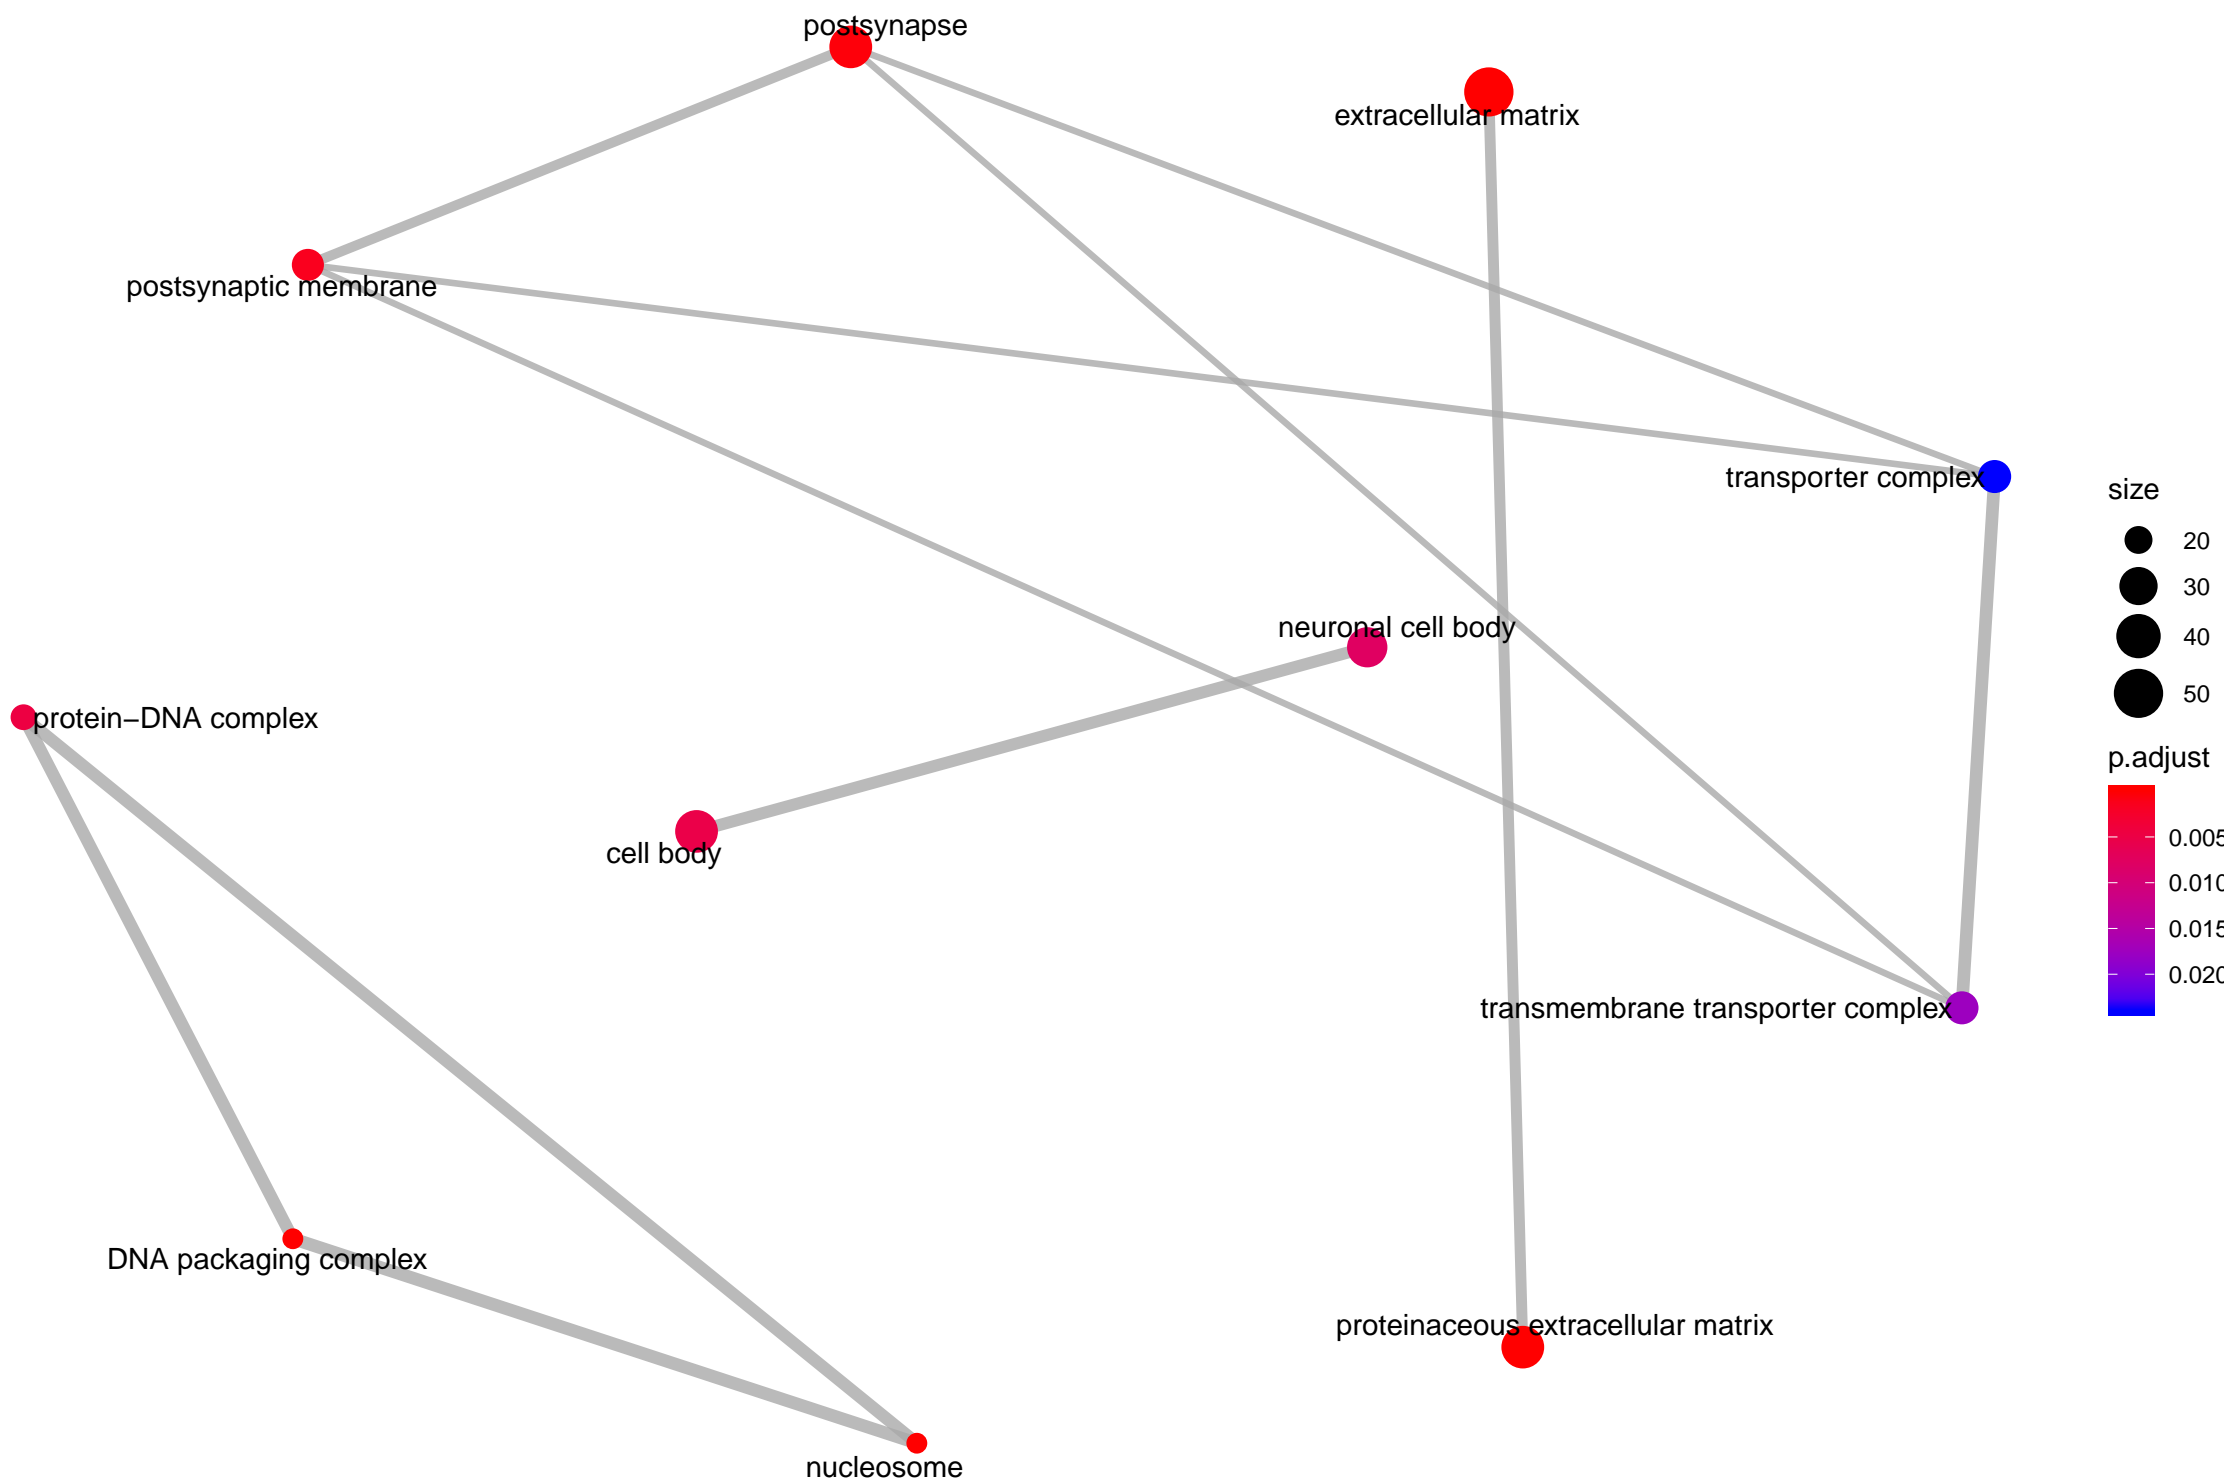 postsynapse
extracellular matrix
postsynaptic membrane
transporter complex
neuronal cell body
protein−DNA complex
cell body
transmembrane transporter complex
DNA packaging complex
proteinaceous extracellular matrix
nucleosome
size
20
30
40
50
p.adjust
0.005
0.010
0.015
0.020